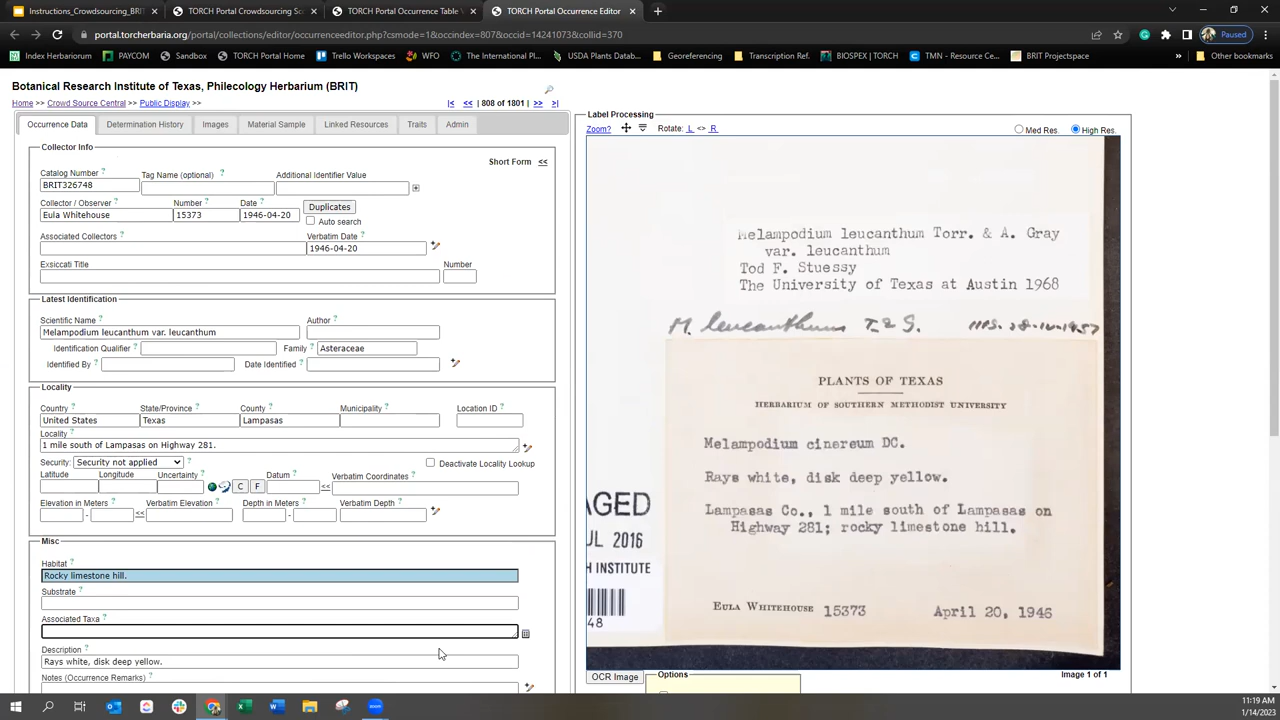 Instructions_Crowdsourcing_BRIT
TORCH Portal Crowdsourcing Sc
TORCH Portal Occurrence Table
TORCH Portal Occurrence Editor
portal.torcherbaria.org/portal/collections/editor/occurrenceeditor.php?csmode=1&occindex=807&occid=14241073&collid=370
Paused
Index Herbariorum PAYCOM Sandbox TORCH Portal Home Trello Workspaces WFO The International Pl... USDA Plants Databa... Georeferencing Transcription Ref. BIOSPEX | TORCH TMN - Resource Ce... BRIT Projectspace » Other bookmarks
Botanical Research Institute of Texas, Philecology Herbarium (BRIT)
Home >> Crowd Source Central >> Public Display >>
|< << | 808 of 1801 | >> >|
Occurrence Data Determination History Images Material Sample Linked Resources Traits Admin
Collector Info
Short Form <<
Catalog Number ? Tag Name (optional) ? Additional Identifier Value
BRIT326748
Collector / Observer ? Number ? Date ? Duplicates
Eula Whitehouse 15373 1946-04-20 Auto search
Associated Collectors ? Verbatim Date
1946-04-20
Exsiccati Title Number
Latest Identification
Scientific Name ? Author
Melampodium leucanthum var. leucanthum
Identification Qualifier ? Family ? Asteraceae
Identified By ? Date Identified ?
Locality
Country ? State/Province ? County ? Municipality ? Location ID ?
United States Texas Lampasas
Locality ?
1 mile south of Lampasas on Highway 281.
Security: Security not applied ? Deactivate Locality Lookup
Latitude Longitude Uncertainty ? Datum ? Verbatim Coordinates ?
C F <<
Elevation in Meters ? Verbatim Elevation ? Depth in Meters ? Verbatim Depth ?
- << -
Misc
Habitat ?
Rocky limestone hill.
Substrate ?
Associated Taxa ?
Description ?
Rays white, disk deep yellow.
Notes (Occurrence Remarks) ?
Label Processing
Zoom? Rotate: L <> R Med Res. High Res.
Melampodium leucanthum Torr. & A. Gray
var. leucanthum
Tod F. Stuessy
The University of Texas at Austin 1968
M. leucanthum T. & G.
PLANTS OF TEXAS
HERBARIUM OF SOUTHERN METHODIST UNIVERSITY
Melampodium cinereum DC.
Rays white, disk deep yellow.
Lampasas Co., 1 mile south of Lampasas on
Highway 281; rocky limestone hill.
EULA WHITEHOUSE 15373 April 20, 1946
AGED
UL 2016
H INSTITUTE
48
OCR Image Options Image 1 of 1
11:19 AM
1/14/2023